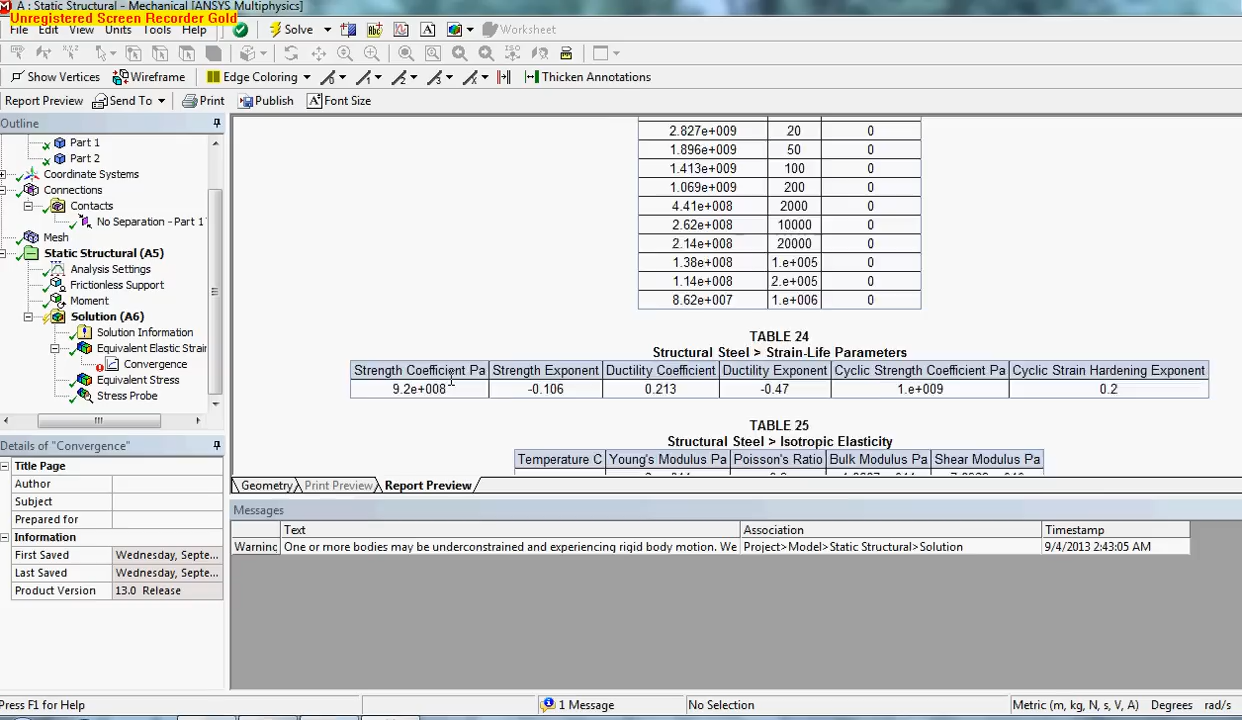 A : Static Structural - Mechanical [ANSYS Multiphysics]
Unregistered Screen Recorder Gold
File Edit View Units Tools Help Solve Worksheet
Show Vertices Wireframe Edge Coloring Thicken Annotations
Report Preview Send To Print Publish Font Size
Outline
Part 1
Part 2
Coordinate Systems
Connections
Contacts
No Separation - Part 1
Mesh
Static Structural (A5)
Analysis Settings
Frictionless Support
Moment
Solution (A6)
Solution Information
Equivalent Elastic Strair
Convergence
Equivalent Stress
Stress Probe
Details of "Convergence"
Title Page
Author
Subject
Prepared for
Information
First Saved Wednesday, Septe...
Last Saved Wednesday, Septe...
Product Version 13.0 Release
2.827e+009 20 0
1.896e+009 50 0
1.413e+009 100 0
1.069e+009 200 0
4.41e+008 2000 0
2.62e+008 10000 0
2.14e+008 20000 0
1.38e+008 1.e+005 0
1.14e+008 2.e+005 0
8.62e+007 1.e+006 0
TABLE 24
Structural Steel > Strain-Life Parameters
Strength Coefficient Pa Strength Exponent Ductility Coefficient Ductility Exponent Cyclic Strength Coefficient Pa Cyclic Strain Hardening Exponent
9.2e+008 -0.106 0.213 -0.47 1.e+009 0.2
TABLE 25
Structural Steel > Isotropic Elasticity
Temperature C Young's Modulus Pa Poisson's Ratio Bulk Modulus Pa Shear Modulus Pa
Geometry Print Preview Report Preview
Messages
Text Association Timestamp
Warning One or more bodies may be underconstrained and experiencing rigid body motion. We Project>Model>Static Structural>Solution 9/4/2013 2:43:05 AM
Press F1 for Help 1 Message No Selection Metric (m, kg, N, s, V, A) Degrees rad/s